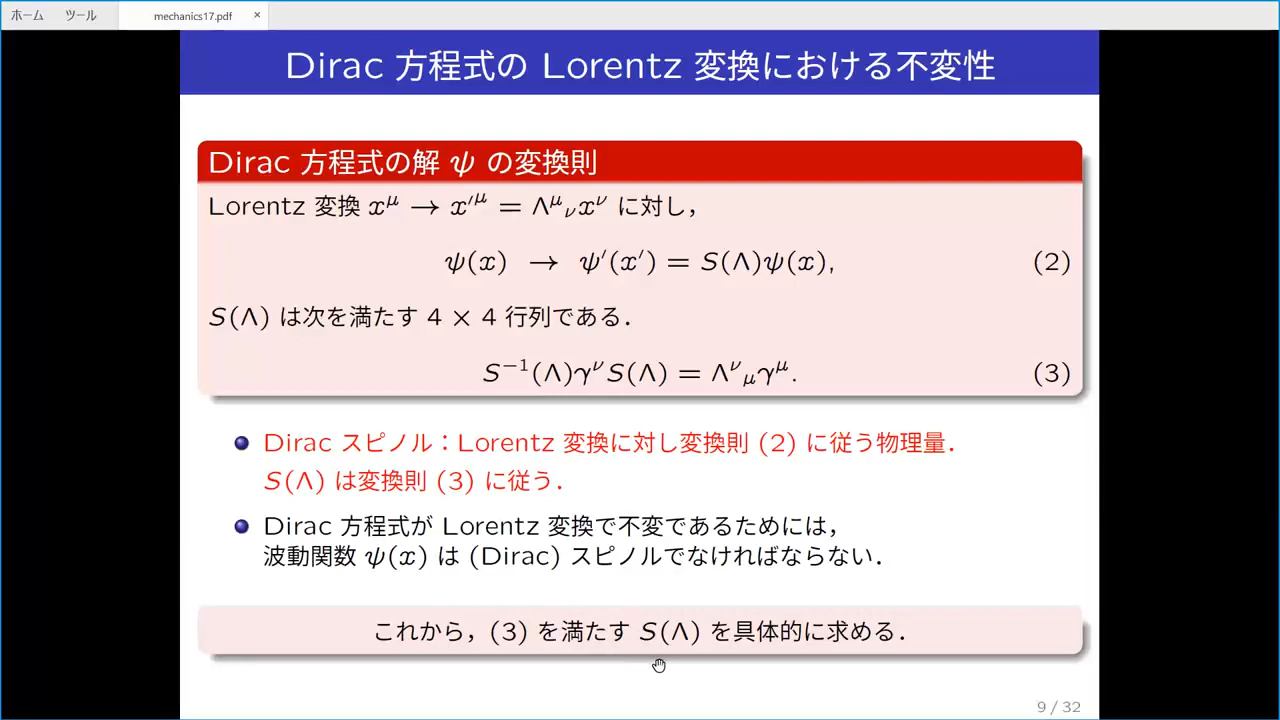 ホーム ツール mechanics17.pdf ×
Dirac 方程式の Lorentz 変換における不変性
Dirac 方程式の解 ψ の変換則
Lorentz 変換 x^μ → x′^μ = Λ^μ_ν x^ν に対し，
ψ(x) → ψ′(x′) = S(Λ)ψ(x), (2)
S(Λ) は次を満たす 4 × 4 行列である．
S⁻¹(Λ)γ^ν S(Λ) = Λ^ν_μ γ^μ. (3)
Dirac スピノル：Lorentz 変換に対し変換則 (2) に従う物理量．
S(Λ) は変換則 (3) に従う．
Dirac 方程式が Lorentz 変換で不変であるためには，
波動関数 ψ(x) は (Dirac) スピノルでなければならない．
これから，(3) を満たす S(Λ) を具体的に求める．
9 / 32